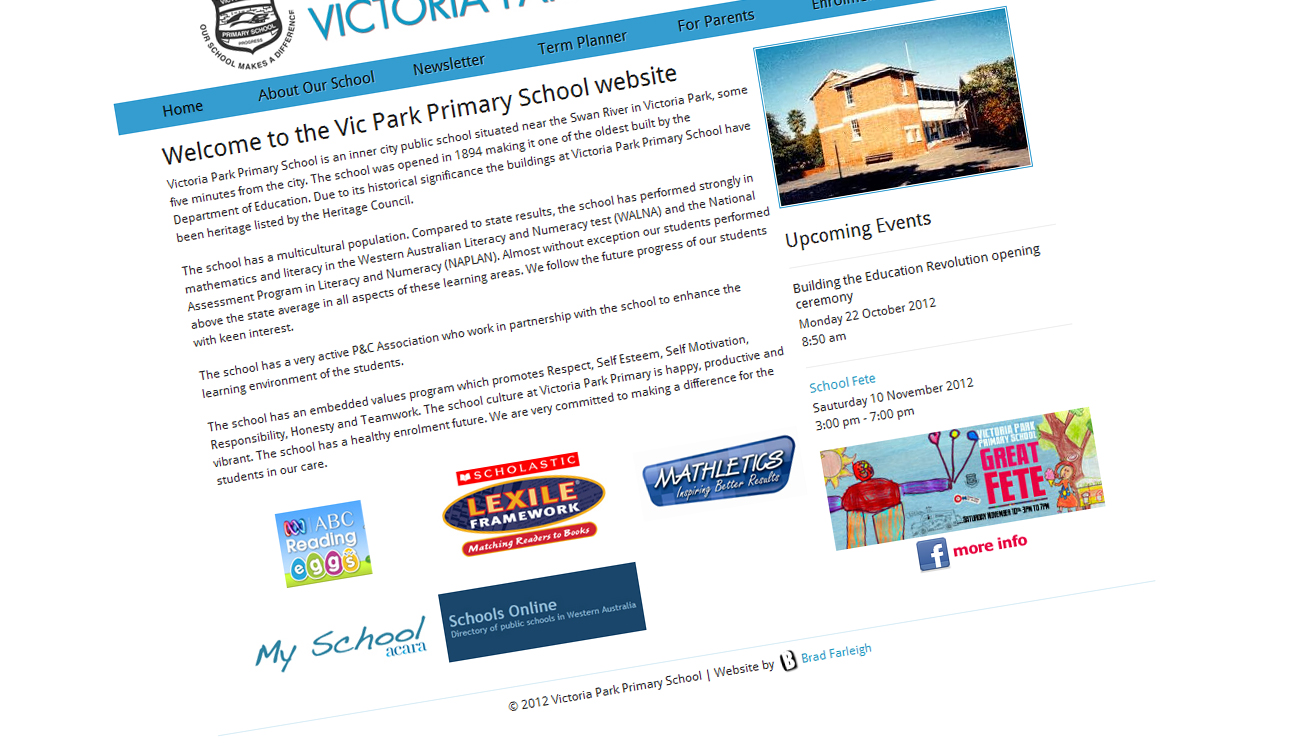 PRIMARY SCHOOL
PROGRESS
OUR SCHOOL MAKES A DIFFERENCE
VICTORIA
Home
About Our School
Newsletter
Term Planner
For Parents
Welcome to the Vic Park Primary School website
Victoria Park Primary School is an inner city public school situated near the Swan River in Victoria Park, some
five minutes from the city. The school was opened in 1894 making it one of the oldest built by the
Department of Education. Due to its historical significance the buildings at Victoria Park Primary School have
been heritage listed by the Heritage Council.
The school has a multicultural population. Compared to state results, the school has performed strongly in
mathematics and literacy in the Western Australian Literacy and Numeracy test (WALNA) and the National
Assessment Program in Literacy and Numeracy (NAPLAN). Almost without exception our students performed
above the state average in all aspects of these learning areas. We follow the future progress of our students
with keen interest.
The school has a very active P&C Association who work in partnership with the school to enhance the
learning environment of the students.
The school has an embedded values program which promotes Respect, Self Esteem, Self Motivation,
Responsibility, Honesty and Teamwork. The school culture at Victoria Park Primary is happy, productive and
vibrant. The school has a healthy enrolment future. We are very committed to making a difference for the
students in our care.
ABC
Reading
eggs
SCHOLASTIC
LEXILE
FRAMEWORK
Matching Readers to Books
MATHLETICS
Inspiring Better Results
My School
acara
Schools Online
Directory of public schools in Western Australia
Upcoming Events
Building the Education Revolution opening
ceremony
Monday 22 October 2012
8:50 am
School Fete
Sauturday 10 November 2012
3:00 pm - 7:00 pm
VICTORIA PARK
PRIMARY SCHOOL
GREAT
FETE
SATURDAY NOVEMBER 10TH 3PM TO 7PM
f more info
© 2012 Victoria Park Primary School | Website by B Brad Farleigh